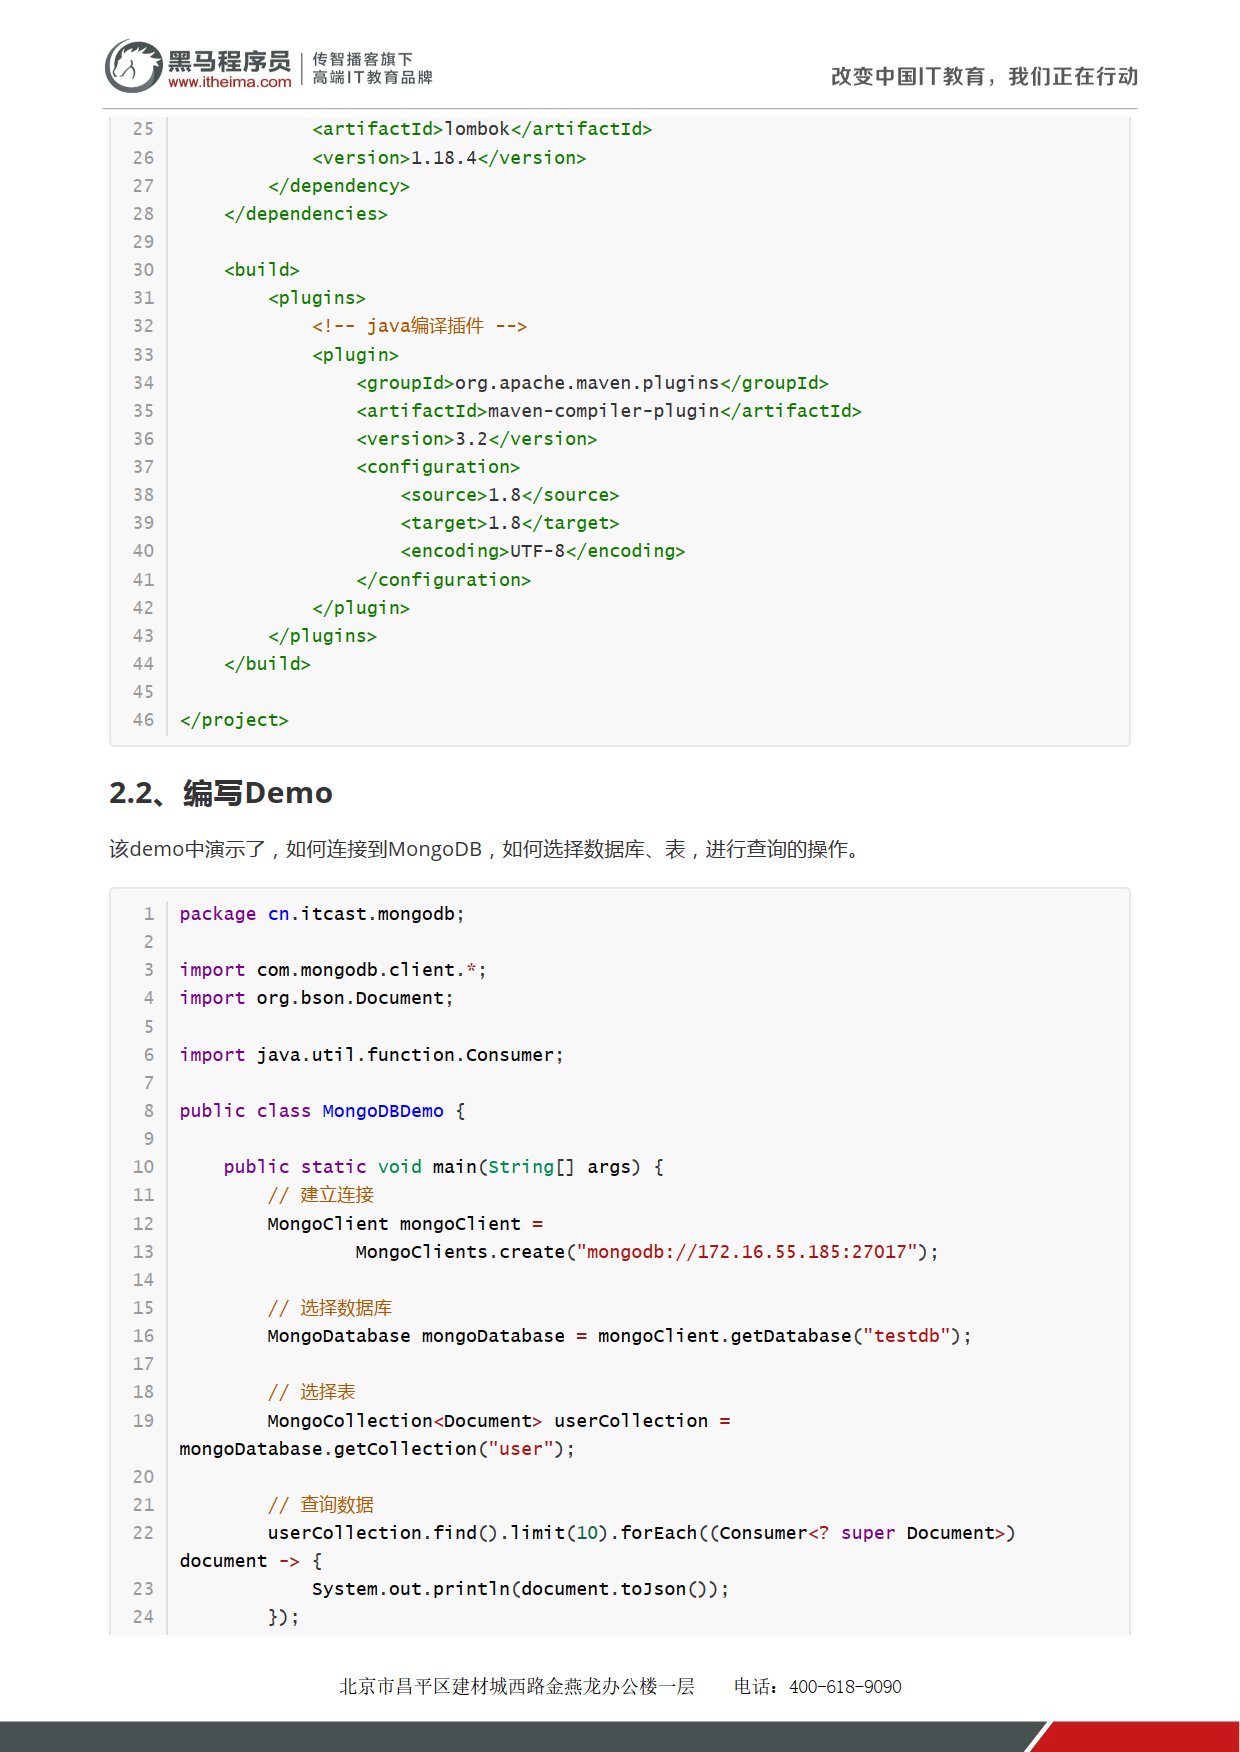 黑马程序员
www.itheima.com
传智播客旗下
高端IT教育品牌
改变中国IT教育，我们正在行动
25 <artifactId>lombok</artifactId>
26 <version>1.18.4</version>
27 </dependency>
28 </dependencies>
29
30 <build>
31 <plugins>
32 <!-- java编译插件 -->
33 <plugin>
34 <groupId>org.apache.maven.plugins</groupId>
35 <artifactId>maven-compiler-plugin</artifactId>
36 <version>3.2</version>
37 <configuration>
38 <source>1.8</source>
39 <target>1.8</target>
40 <encoding>UTF-8</encoding>
41 </configuration>
42 </plugin>
43 </plugins>
44 </build>
45
46 </project>
2.2、编写Demo
该demo中演示了，如何连接到MongoDB，如何选择数据库、表，进行查询的操作。
1 package cn.itcast.mongodb;
2
3 import com.mongodb.client.*;
4 import org.bson.Document;
5
6 import java.util.function.Consumer;
7
8 public class MongoDBDemo {
9
10 public static void main(String[] args) {
11 // 建立连接
12 MongoClient mongoClient =
13 MongoClients.create("mongodb://172.16.55.185:27017");
14
15 // 选择数据库
16 MongoDatabase mongoDatabase = mongoClient.getDatabase("testdb");
17
18 // 选择表
19 MongoCollection<Document> userCollection =
mongoDatabase.getCollection("user");
20
21 // 查询数据
22 userCollection.find().limit(10).forEach((Consumer<? super Document>)
document -> {
23 System.out.println(document.toJson());
24 });
北京市昌平区建材城西路金燕龙办公楼一层 电话：400-618-9090